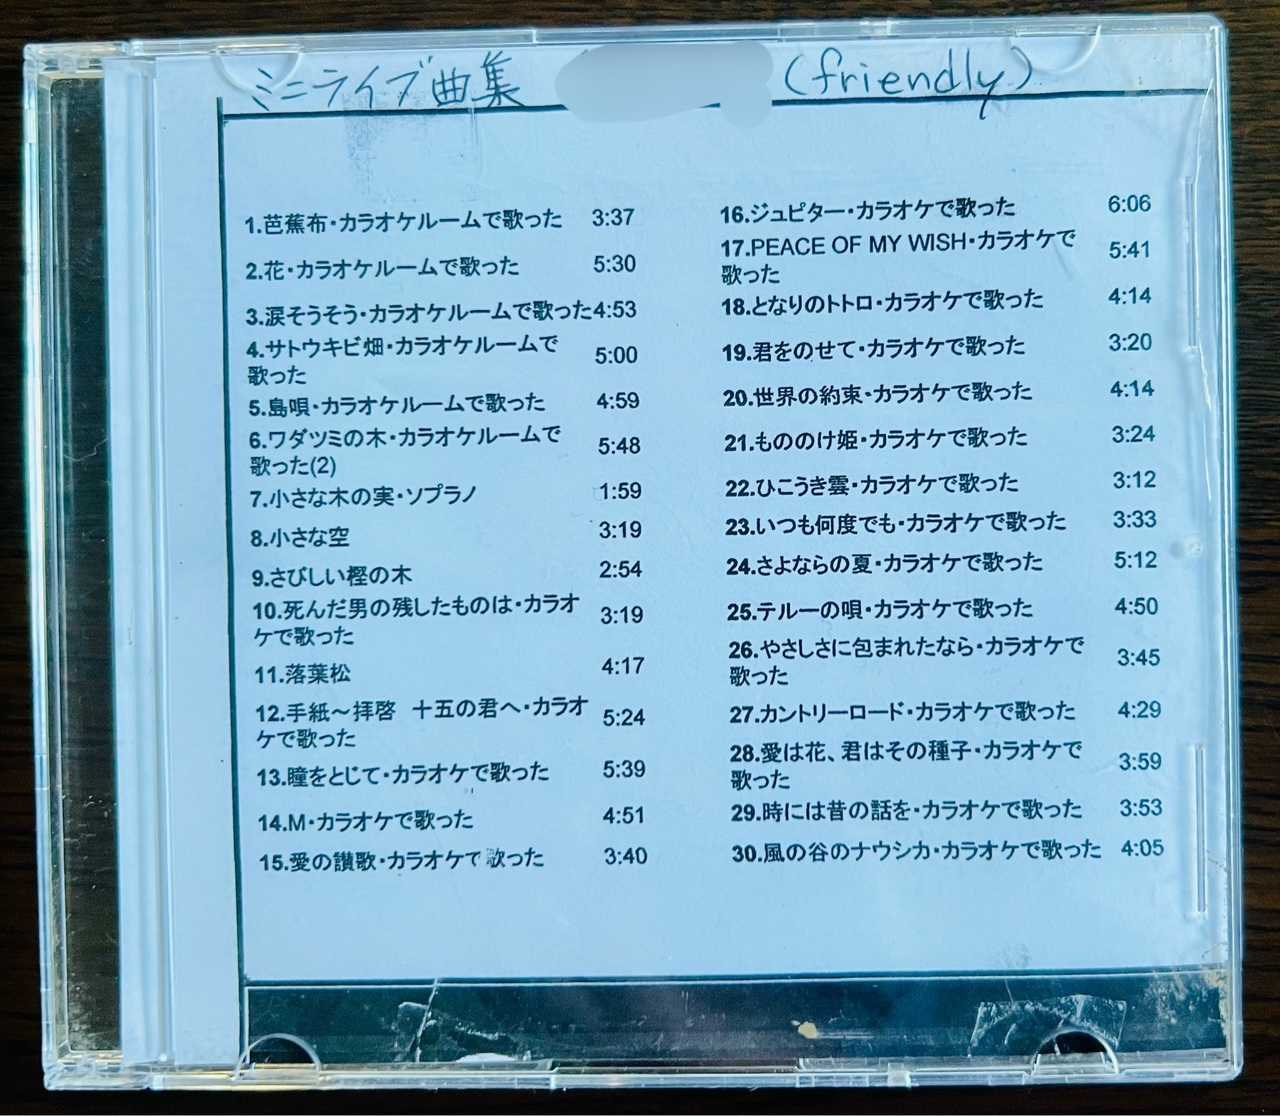 ミニライブ曲集 (friendly)
1.芭蕉布・カラオケルームで歌った 3:37
2.花・カラオケルームで歌った 5:30
3.涙そうそう・カラオケルームで歌った 4:53
4.サトウキビ畑・カラオケルームで
歌った 5:00
5.島唄・カラオケルームで歌った 4:59
6.ワダツミの木・カラオケルームで
歌った(2) 5:48
7.小さな木の実・ソプラノ 1:59
8.小さな空 3:19
9.さびしい樫の木 2:54
10.死んだ男の残したものは・カラオ
ケで歌った 3:19
11.落葉松 4:17
12.手紙～拝啓　十五の君へ・カラオ
ケで歌った 5:24
13.瞳をとじて・カラオケで歌った 5:39
14.M・カラオケで歌った 4:51
15.愛の讃歌・カラオケで歌った 3:40
16.ジュピター・カラオケで歌った 6:06
17.PEACE OF MY WISH・カラオケで
歌った 5:41
18.となりのトトロ・カラオケで歌った 4:14
19.君をのせて・カラオケで歌った 3:20
20.世界の約束・カラオケで歌った 4:14
21.もののけ姫・カラオケで歌った 3:24
22.ひこうき雲・カラオケで歌った 3:12
23.いつも何度でも・カラオケで歌った 3:33
24.さよならの夏・カラオケで歌った 5:12
25.テルーの唄・カラオケで歌った 4:50
26.やさしさに包まれたなら・カラオケで
歌った 3:45
27.カントリーロード・カラオケで歌った 4:29
28.愛は花、君はその種子・カラオケで
歌った 3:59
29.時には昔の話を・カラオケで歌った 3:53
30.風の谷のナウシカ・カラオケで歌った 4:05